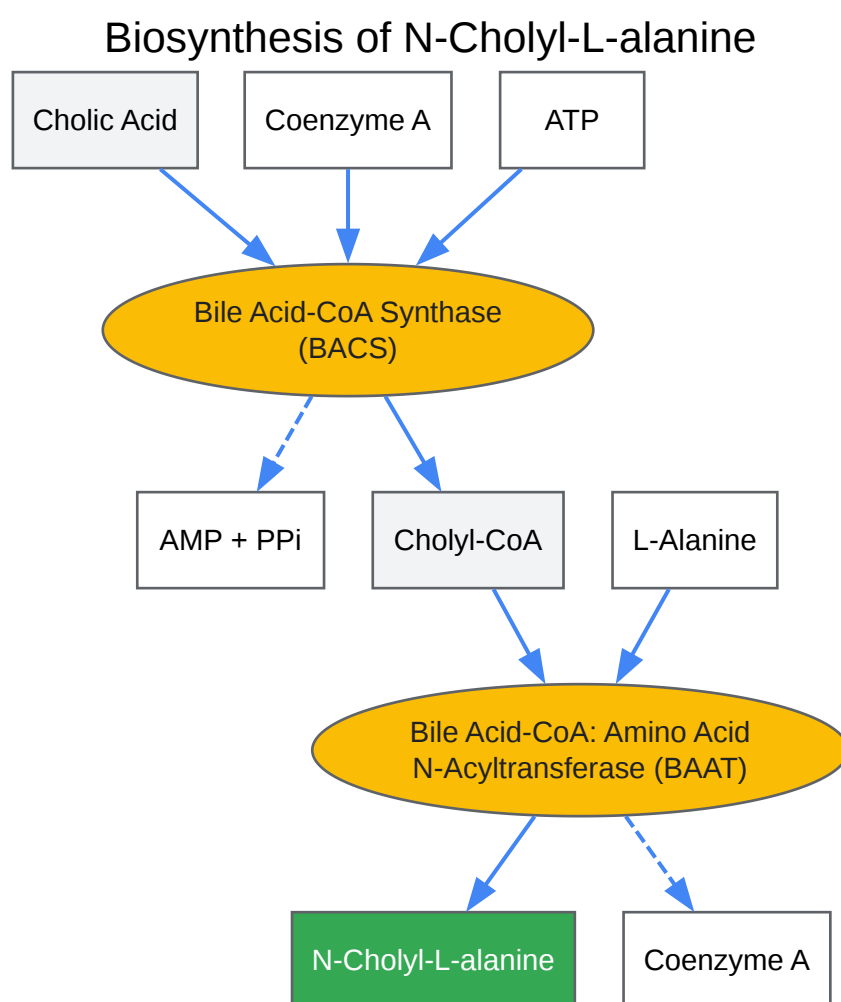 Biosynthesis of N-Cholyl-L-alanine
Cholic Acid
Coenzyme A
ATP
Bile Acid-CoA Synthase
(BACS)
AMP + PPi
Cholyl-CoA
L-Alanine
Bile Acid-CoA: Amino Acid
N-Acyltransferase (BAAT)
N-Cholyl-L-alanine
Coenzyme A